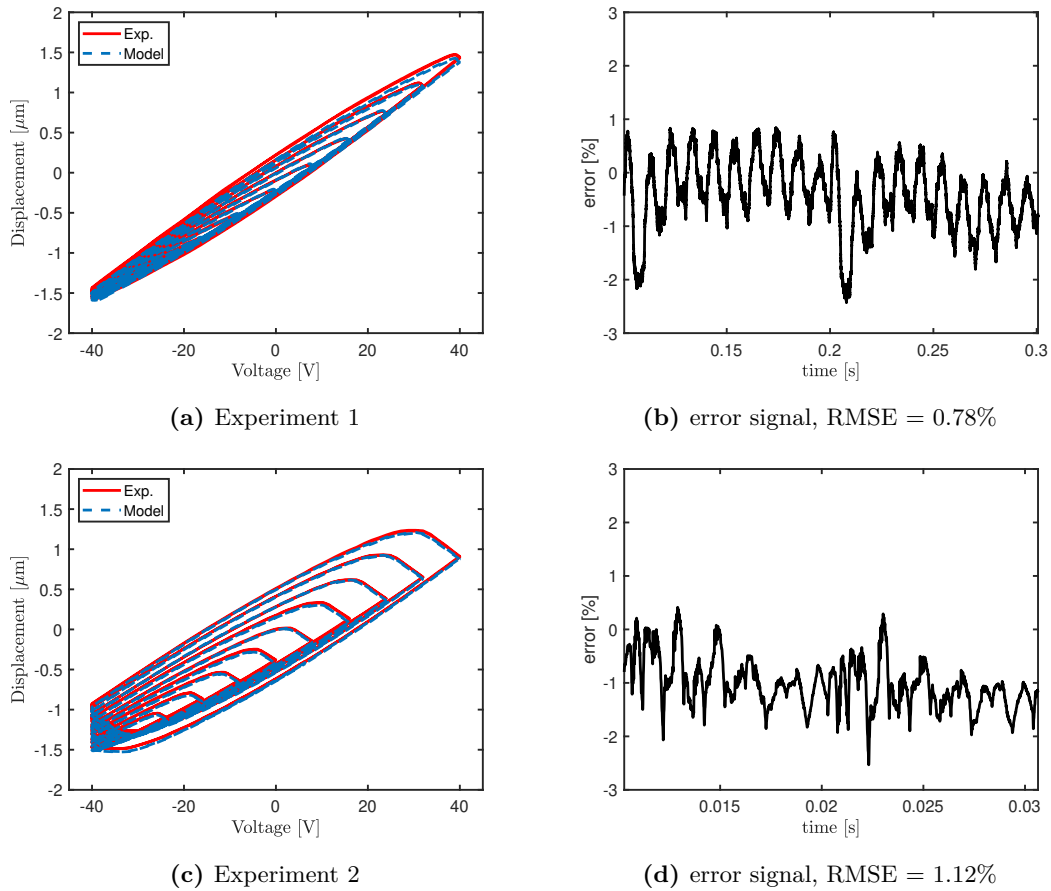 2
1.5
1
0.5
0
-0.5
-1
-1.5
-2
Displacement [μm]
Exp.
Model
-40 -20 0 20 40
Voltage [V]
3
2
1
0
-1
-2
-3
error [%]
0.15 0.2 0.25 0.3
time [s]
(a) Experiment 1
(b) error signal, RMSE = 0.78%
2
1.5
1
0.5
0
-0.5
-1
-1.5
-2
Displacement [μm]
Exp.
Model
-40 -20 0 20 40
Voltage [V]
3
2
1
0
-1
-2
-3
error [%]
0.015 0.02 0.025 0.03
time [s]
(c) Experiment 2
(d) error signal, RMSE = 1.12%